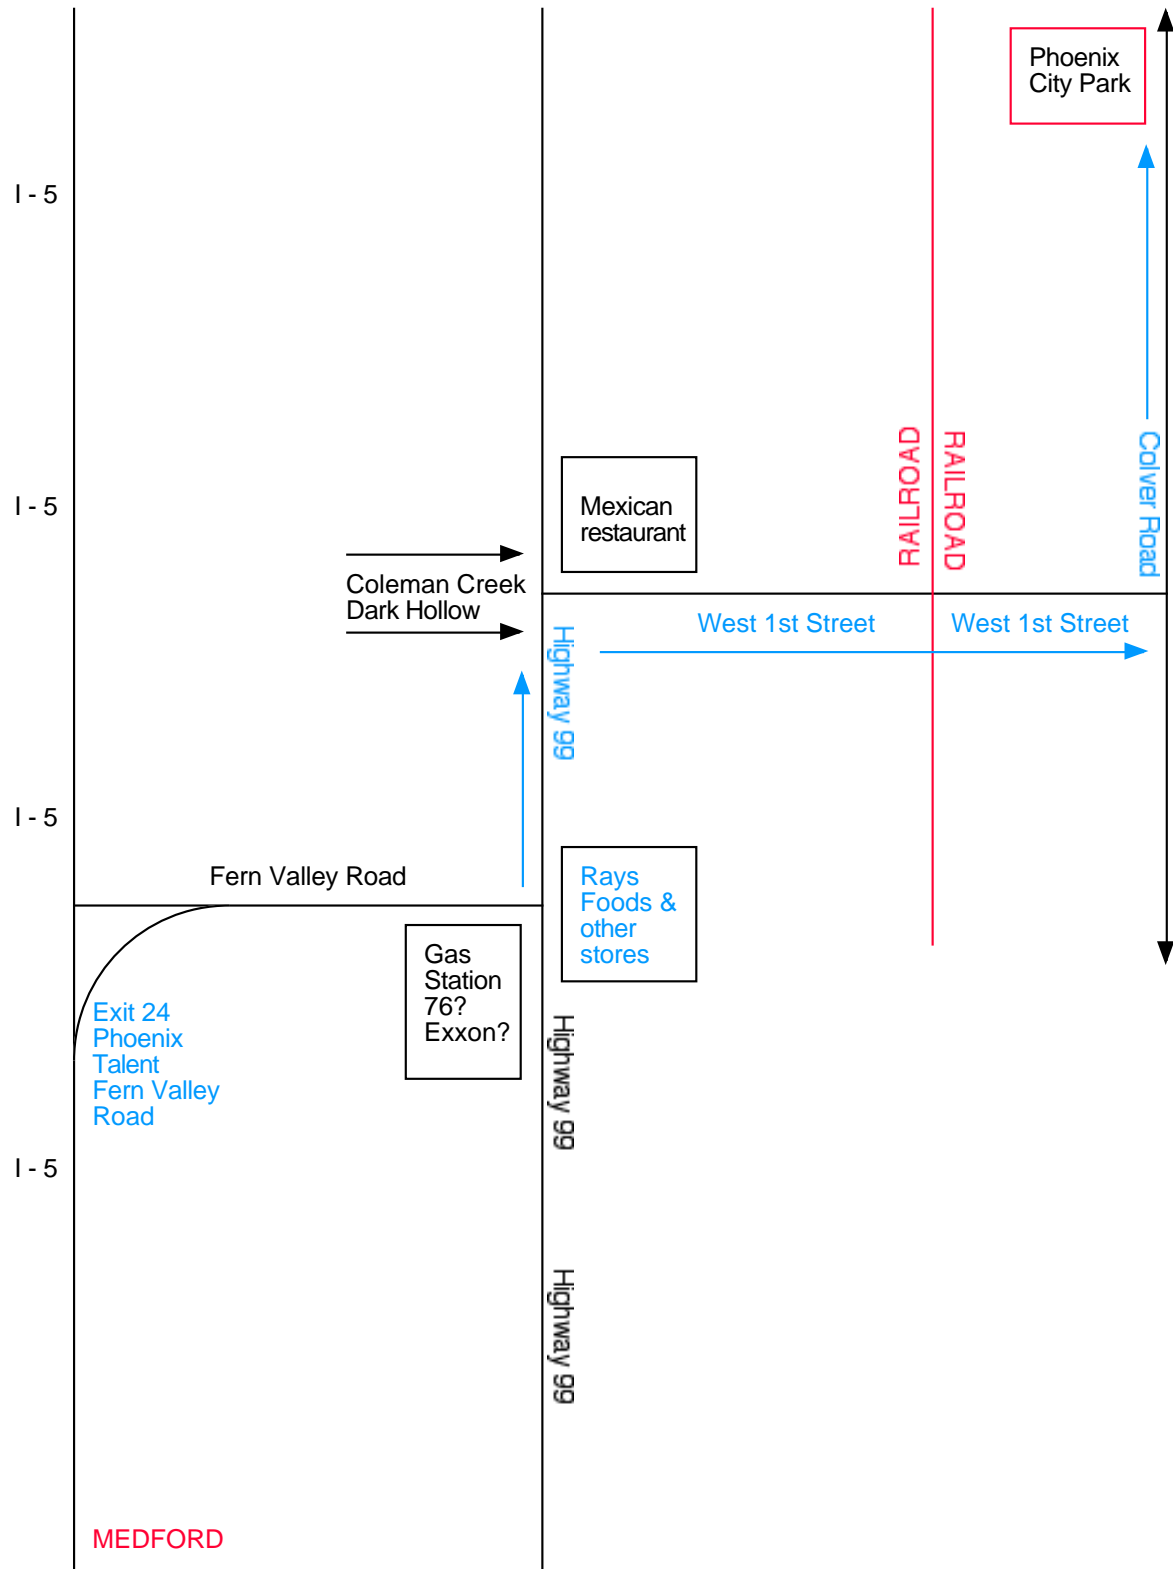 Phoenix
City Park
I - 5
RAILROAD
RAILROAD
Colver Road
I - 5
Mexican
restaurant
Coleman Creek
Dark Hollow
West 1st Street
West 1st Street
Highway 99
I - 5
Fern Valley Road
Rays
Foods &
other
stores
Gas
Station
76?
Exxon?
Exit 24
Phoenix
Talent
Fern Valley
Road
Highway 99
I - 5
Highway 99
MEDFORD